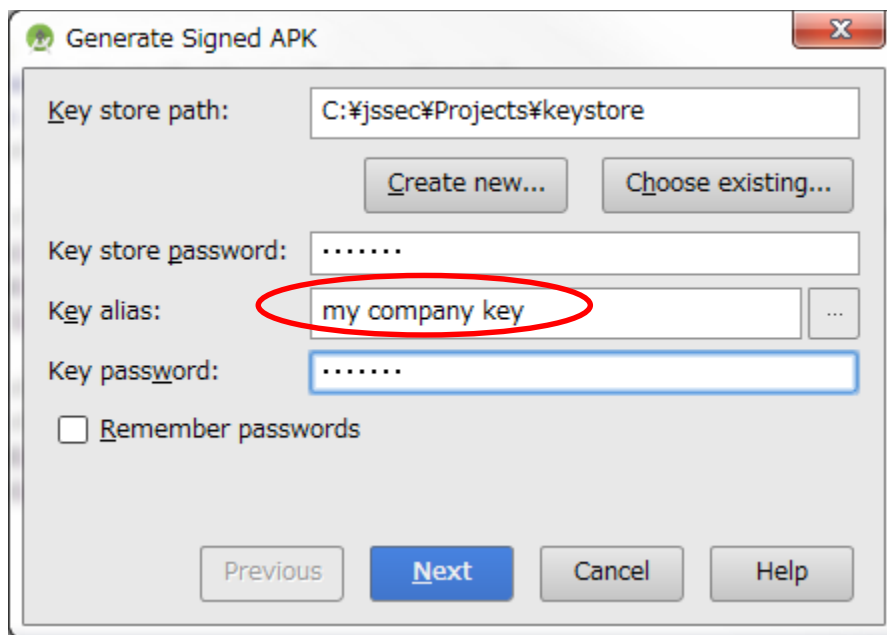 Generate Signed APK
Key store path: C:¥jssec¥Projects¥keystore
Create new... Choose existing...
Key store password: ·······
Key alias: my company key ...
Key password: ·······
Remember passwords
Previous Next Cancel Help